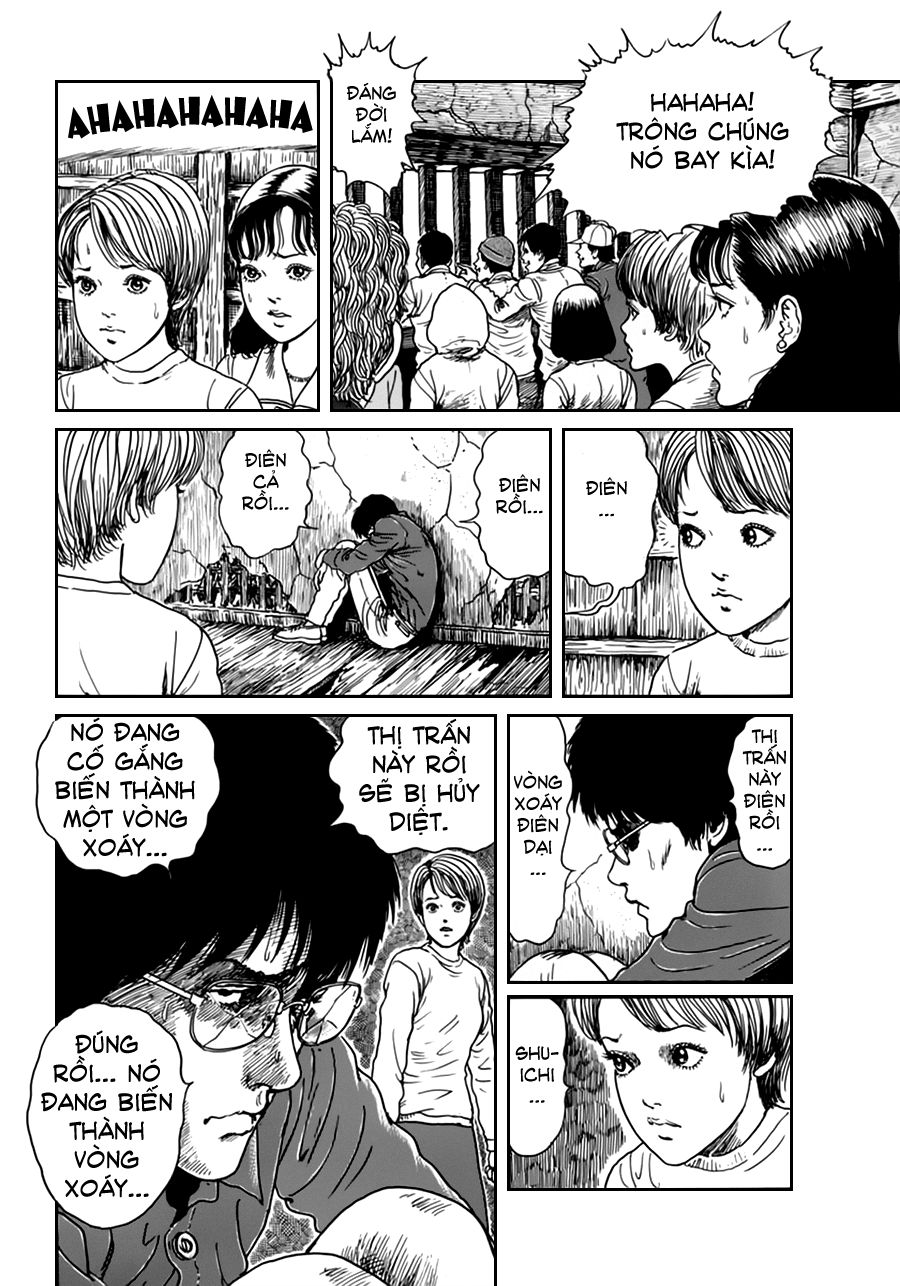 HAHAHA!
TRÔNG CHÚNG
NÓ BAY KÌA!
ĐÁNG
ĐỜI
LẮM!
AHAHAHAHAHA
ĐIÊN
...
ĐIÊN
RỒI...
ĐIÊN
CẢ
RỒI...
THỊ
TRẤN
NÀY
ĐIÊN
RỒI
...
VÒNG
XOÁY
ĐIÊN
DẠI
...
SHU-
ICHI
...
THỊ TRẤN
NÀY RỒI
SẼ BỊ HỦY
DIỆT.
NÓ ĐANG
CỐ GẮNG
BIẾN THÀNH
MỘT VÒNG
XOÁY...
ĐÚNG
RỒI... NÓ
ĐANG BIẾN
THÀNH
VÒNG
XOÁY...